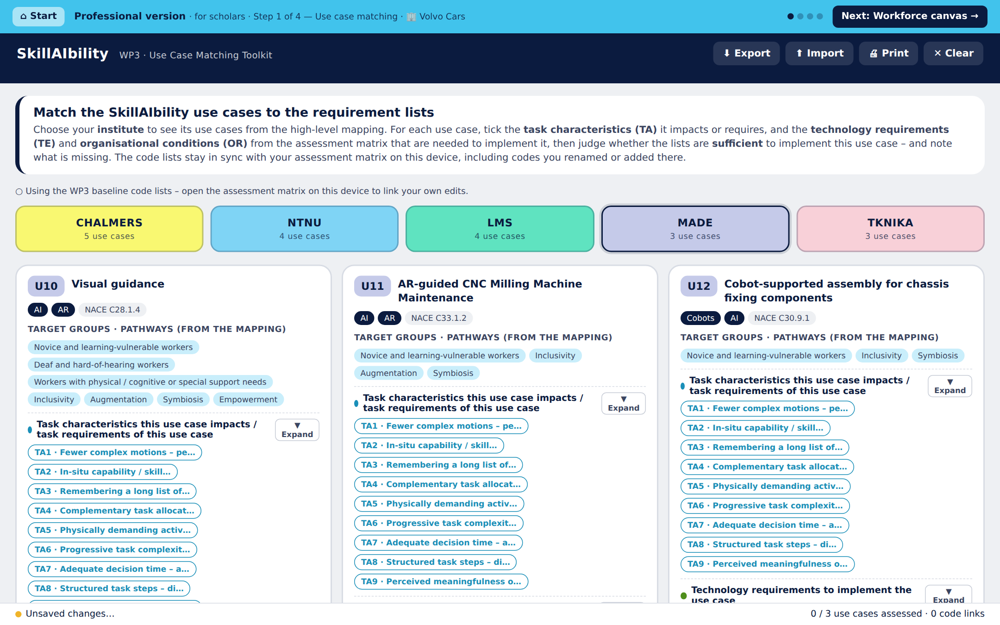 ⌂ Start
Professional version · for scholars · Step 1 of 4 — Use case matching · 🏢 Volvo Cars
Next: Workforce canvas →
SkillAIbility WP3 · Use Case Matching Toolkit
⬇ Export
⬆ Import
🖨 Print
✕ Clear
Match the SkillAIbility use cases to the requirement lists
Choose your institute to see its use cases from the high-level mapping. For each use case, tick the task characteristics (TA) it impacts or requires, and the technology requirements
(TE) and organisational conditions (OR) from the assessment matrix that are needed to implement it, then judge whether the lists are sufficient to implement this use case – and note
what is missing. The code lists stay in sync with your assessment matrix on this device, including codes you renamed or added there.
○ Using the WP3 baseline code lists – open the assessment matrix on this device to link your own edits.
CHALMERS
5 use cases
NTNU
4 use cases
LMS
4 use cases
MADE
3 use cases
TKNIKA
3 use cases
U10 Visual guidance
AI AR NACE C28.1.4
TARGET GROUPS · PATHWAYS (FROM THE MAPPING)
Novice and learning-vulnerable workers
Deaf and hard-of-hearing workers
Workers with physical / cognitive or special support needs
Inclusivity Augmentation Symbiosis Empowerment
Task characteristics this use case impacts /
task requirements of this use case
▼
Expand
TA1 · Fewer complex motions – pe…
TA2 · In-situ capability / skill…
TA3 · Remembering a long list of…
TA4 · Complementary task allocat…
TA5 · Physically demanding activ…
TA6 · Progressive task complexit…
TA7 · Adequate decision time – a…
TA8 · Structured task steps – di…
U11 AR-guided CNC Milling Machine
Maintenance
AI AR NACE C33.1.2
TARGET GROUPS · PATHWAYS (FROM THE MAPPING)
Novice and learning-vulnerable workers Inclusivity
Augmentation Symbiosis
Task characteristics this use case impacts /
task requirements of this use case
▼
Expand
TA1 · Fewer complex motions – pe…
TA2 · In-situ capability / skill…
TA3 · Remembering a long list of…
TA4 · Complementary task allocat…
TA5 · Physically demanding activ…
TA6 · Progressive task complexit…
TA7 · Adequate decision time – a…
TA8 · Structured task steps – di…
TA9 · Perceived meaningfulness o…
U12 Cobot-supported assembly for chassis
fixing components
Cobots AI NACE C30.9.1
TARGET GROUPS · PATHWAYS (FROM THE MAPPING)
Novice and learning-vulnerable workers Inclusivity Symbiosis
Task characteristics this use case impacts /
task requirements of this use case
▼
Expand
TA1 · Fewer complex motions – pe…
TA2 · In-situ capability / skill…
TA3 · Remembering a long list of…
TA4 · Complementary task allocat…
TA5 · Physically demanding activ…
TA6 · Progressive task complexit…
TA7 · Adequate decision time – a…
TA8 · Structured task steps – di…
TA9 · Perceived meaningfulness o…
Technology requirements to implement the
use case
▼
Expand
Unsaved changes…
0 / 3 use cases assessed · 0 code links